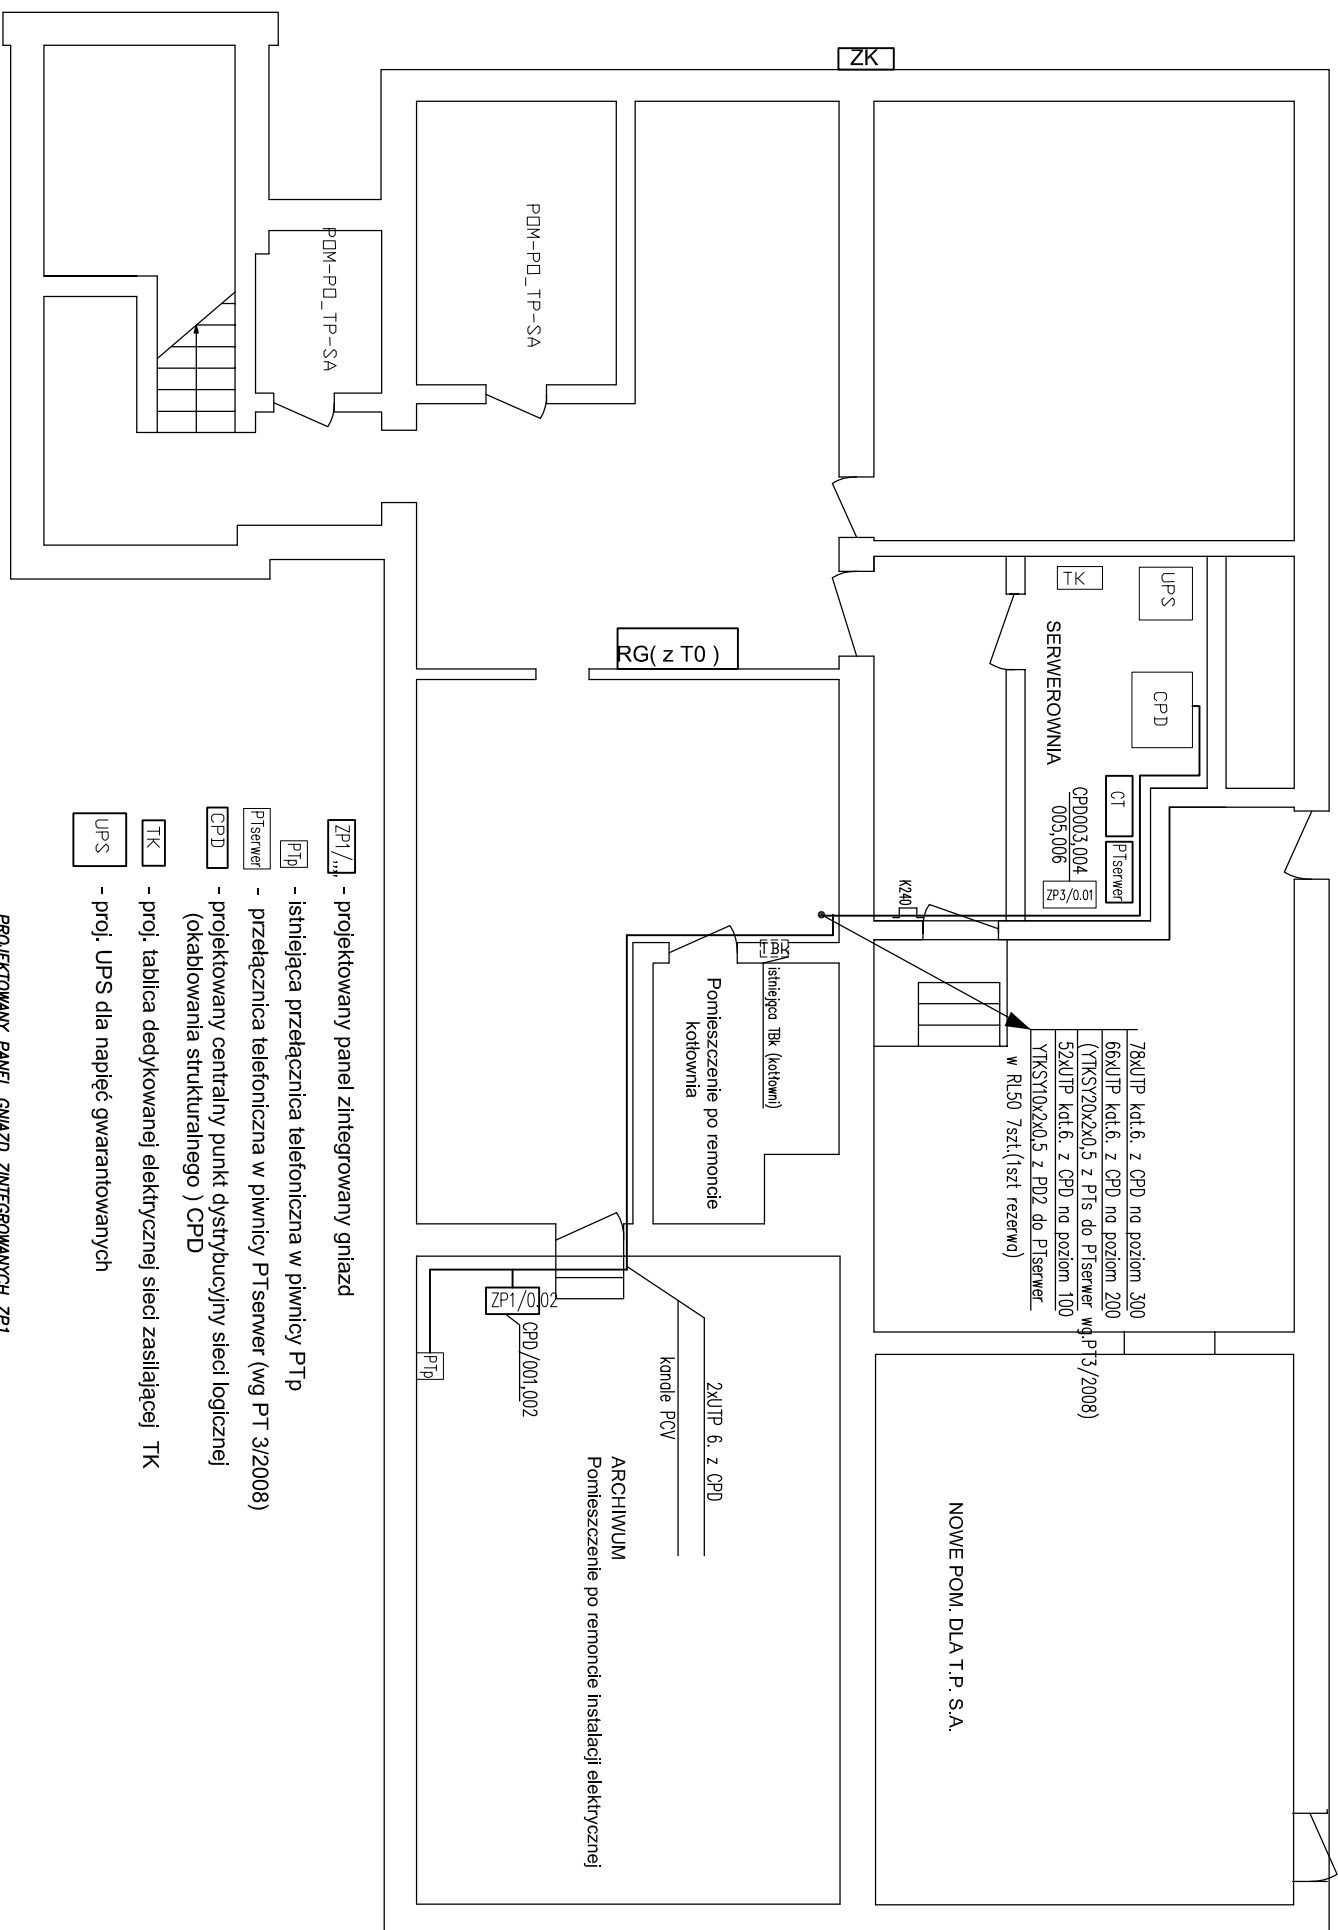 ZK
POM-PO_TP-SA
POM-PO_TP-SA
RG( z T0 )
TK
UPS
CPD
SERWEROWNIA
CT
PTserwer
CPD003,004
005,006
ZP3/0.01
K240
TBK
istniejąca TBk (kotłowni)
Pomieszczenie po remoncie
kotłownia
78xUTP kat.6. z CPD na poziom 300
66xUTP kat.6. z CPD na poziom 200
(YTKSY20x2x0,5 z PTs do PTserwer wg.PT3/2008)
52xUTP kat.6. z CPD na poziom 100
YTKSY10x2x0,5 z PD2 do PTserwer
w RL50 7szt.(1szt rezerwa)
ZP1/0.02
CPD/001,002
PTp
2xUTP 6. z CPD
kanale PCV
ARCHIWUM
Pomieszczenie po remoncie instalacji elektrycznej
NOWE POM. DLA T.P. S.A.
ZP1/,,,, - projektowany panel zintegrowany gniazd
PTp - istniejąca przełącznica telefoniczna w piwnicy PTp
PTserwer - przełącznica telefoniczna w piwnicy PTserwer (wg PT 3/2008)
CPD - projektowany centralny punkt dystrybucyjny sieci logicznej
(okablowania strukturalnego ) CPD
TK - proj. tablica dedykowanej elektrycznej sieci zasilającej TK
UPS - proj. UPS dla napięć gwarantowanych
PROJEKTOWANY PANEL GNIAZD ZINTEGROWANYCH ZP1